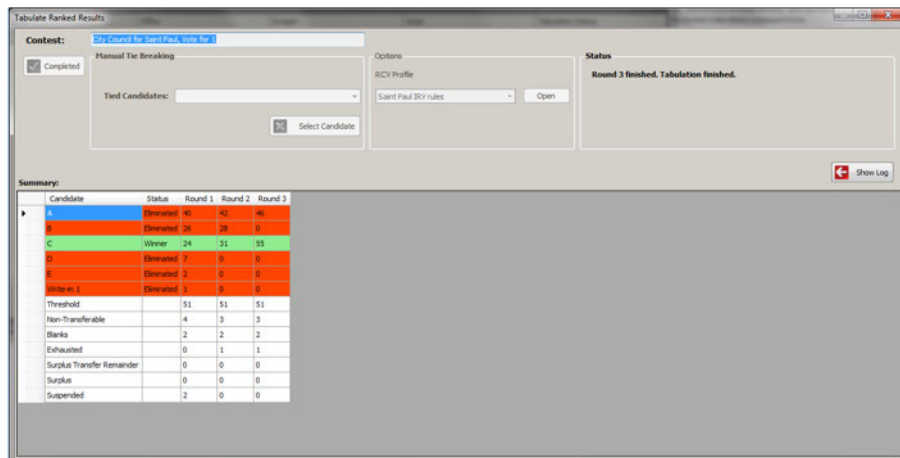 Tabulate Ranked Results
Contest: City Council for Saint Paul, Vote for 1
Completed
Manual Tie Breaking
Tied Candidates:
Select Candidate
Options
RCV Profile
Saint Paul IRV rules
Open
Status
Round 3 finished. Tabulation finished.
Show Log
Summary:
Candidate Status Round 1 Round 2 Round 3
A Eliminated 40 42 46
B Eliminated 26 28 0
C Winner 24 31 55
D Eliminated 7 0 0
E Eliminated 2 0 0
Write-in 1 Eliminated 1 0 0
Threshold 51 51 51
Non-Transferable 4 3 3
Blanks 2 2 2
Exhausted 0 1 1
Surplus Transfer Remainder 0 0 0
Surplus 0 0 0
Suspended 2 0 0